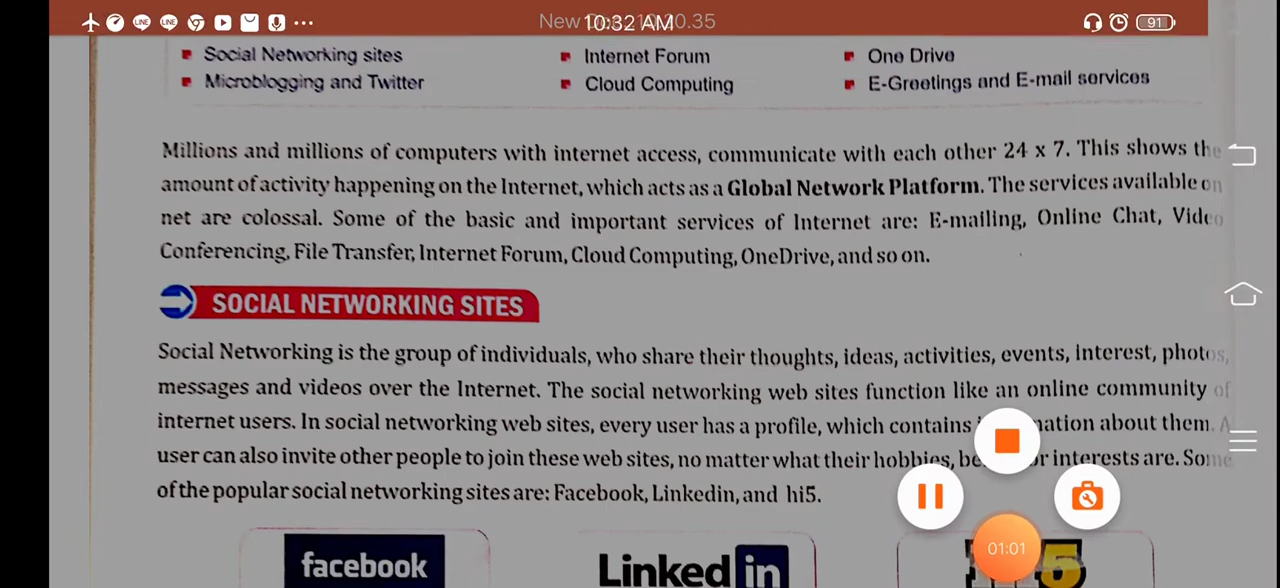 10:32 AM
91
Social Networking sites
Internet Forum
One Drive
Microblogging and Twitter
Cloud Computing
E-Greetings and E-mail services
Millions and millions of computers with internet access, communicate with each other 24 x 7. This shows the
amount of activity happening on the Internet, which acts as a Global Network Platform. The services available on
net are colossal. Some of the basic and important services of Internet are: E-mailing, Online Chat, Video
Conferencing, File Transfer, Internet Forum, Cloud Computing, OneDrive, and so on.
SOCIAL NETWORKING SITES
Social Networking is the group of individuals, who share their thoughts, ideas, activities, events, interest, photos,
messages and videos over the Internet. The social networking web sites function like an online community of
internet users. In social networking web sites, every user has a profile, which contains about them. A
user can also invite other people to join these web sites, no matter what their hobbies, interests are. Some
of the popular social networking sites are: Facebook, Linkedin, and hi5.
facebook
Linked in
01:01